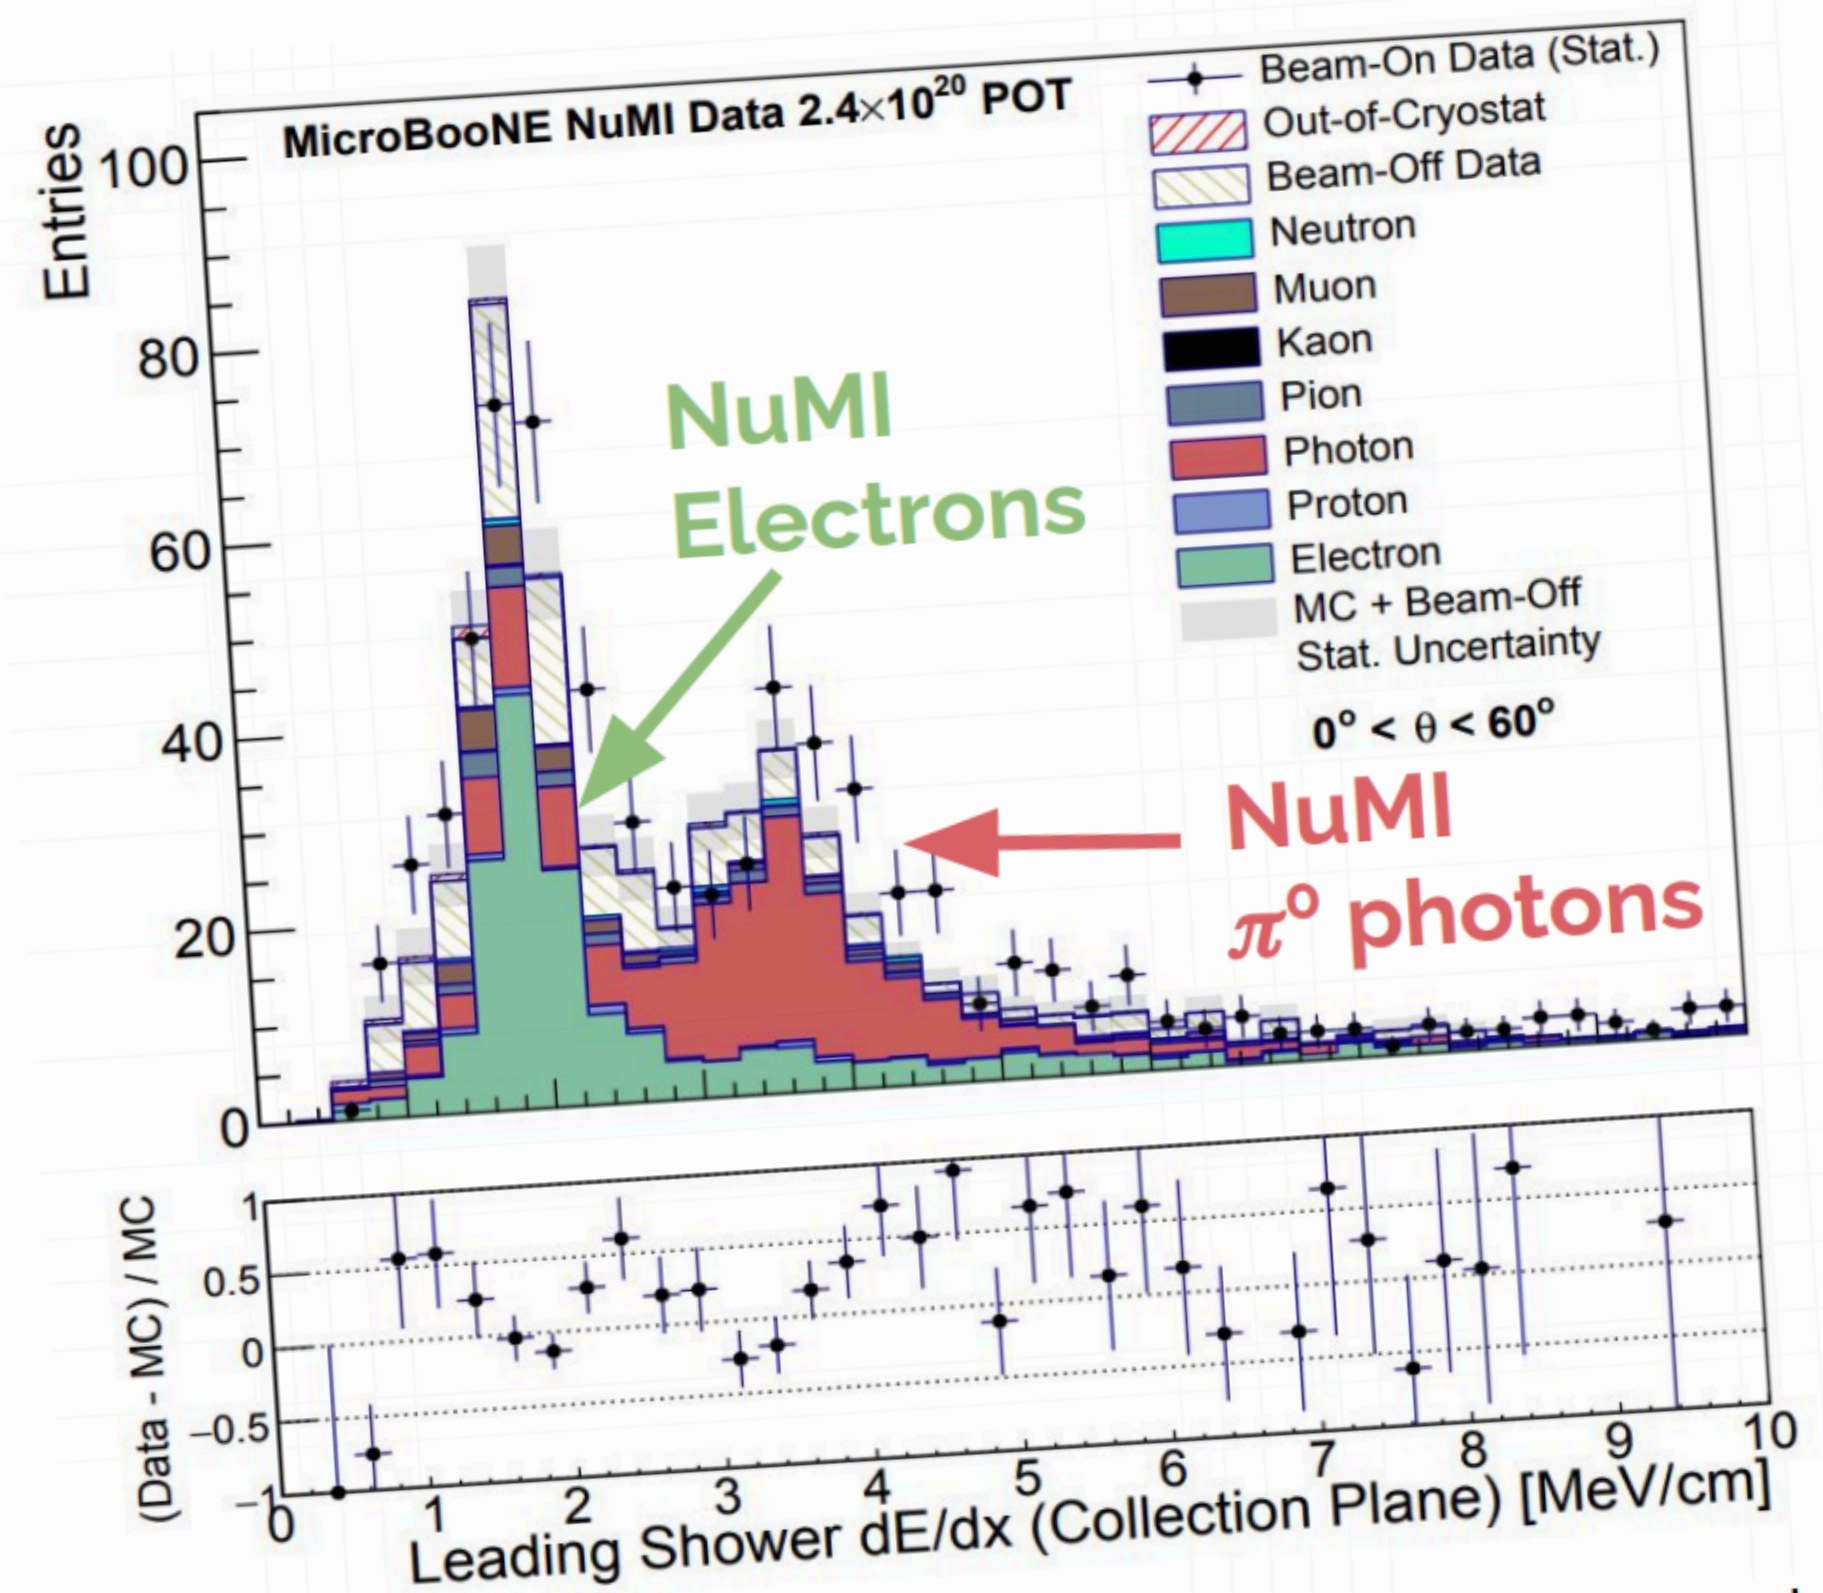 Entries
100
80
60
40
20
0
MicroBooNE NuMI Data 2.4×10²⁰ POT
Beam-On Data (Stat.)
Out-of-Cryostat
Beam-Off Data
Neutron
Muon
Kaon
Pion
Photon
Proton
Electron
MC + Beam-Off
Stat. Uncertainty
0° < θ < 60°
NuMI
Electrons
NuMI
π⁰ photons
(Data - MC) / MC
1
0.5
0
−0.5
−1
0 1 2 3 4 5 6 7 8 9 10
Leading Shower dE/dx (Collection Plane) [MeV/cm]